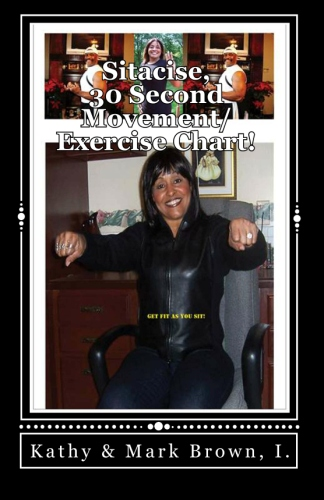 Sitacise,
30 Second
Movement/
Exercise Chart!
GET FIT AS YOU SIT!
Kathy & Mark Brown, I.